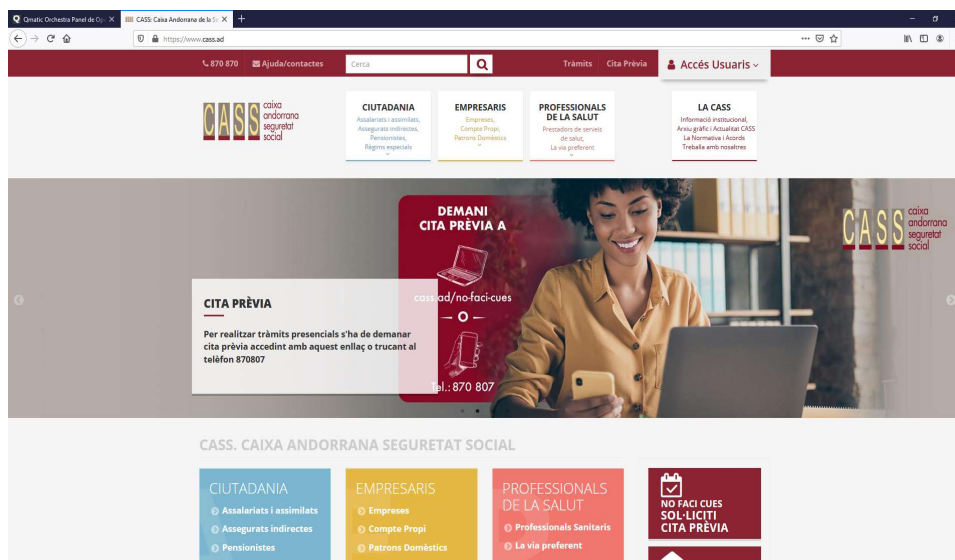 Qmatic Orchestra Panel de Op
CASS: Caixa Andorrana de la Se
https://www.cass.ad
870 870
Ajuda/contactes
Cerca
Tràmits
Cita Prèvia
Accés Usuaris
CASS
caixa
andorrana
seguretat
social
CIUTADANIA
Assalariats i assimilats,
Assegurats indirectes,
Pensionistes,
Règims especials
EMPRESARIS
Empreses,
Compte Propi,
Patrons Domèstics
PROFESSIONALS
DE LA SALUT
Prestadors de serveis
de salut,
La via preferent
LA CASS
Informació institucional,
Arxiu gràfic i Actualitat CASS
La Normativa i Acords
Treballa amb nosaltres
DEMANI
CITA PRÈVIA A
cass.ad/no-faci-cues
O
Tel.: 870 807
CASS
caixa
andorrana
seguretat
social
CITA PRÈVIA
Per realitzar tràmits presencials s'ha de demanar
cita prèvia accedint amb aquest enllaç o trucant al
telèfon 870807
CASS. CAIXA ANDORRANA SEGURETAT SOCIAL
CIUTADANIA
Assalariats i assimilats
Assegurats indirectes
Pensionistes
EMPRESARIS
Empreses
Compte Propi
Patrons Domèstics
PROFESSIONALS
DE LA SALUT
Professionals Sanitaris
La via preferent
NO FACI CUES
SOL·LICITI
CITA PRÈVIA